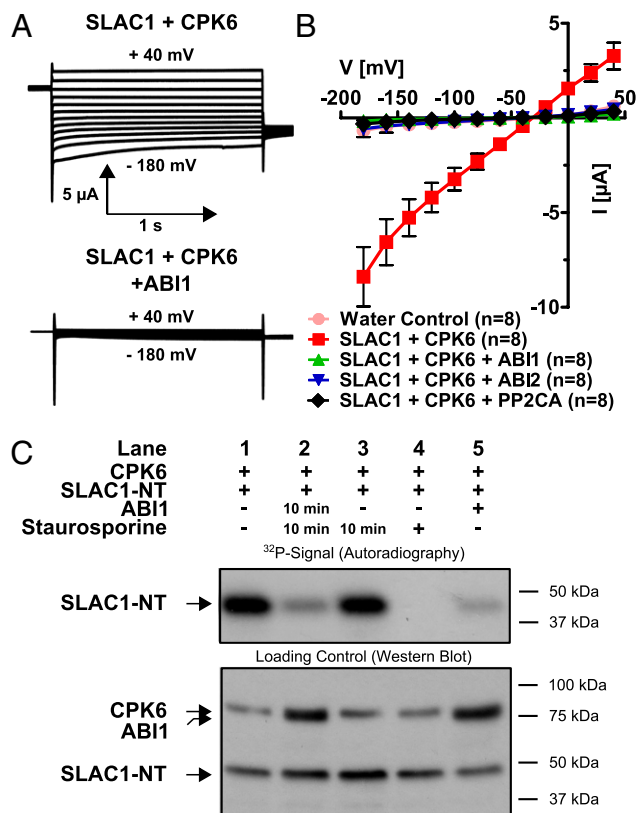 A
SLAC1 + CPK6
+ 40 mV
- 180 mV
5 µA
1 s
SLAC1 + CPK6
+ABI1
+ 40 mV
- 180 mV
B
V [mV]
5
-200 -150 -100 -50 50
-5
I [µA]
-10
Water Control (n=8)
SLAC1 + CPK6 (n=8)
SLAC1 + CPK6 + ABI1 (n=8)
SLAC1 + CPK6 + ABI2 (n=8)
SLAC1 + CPK6 + PP2CA (n=8)
C
Lane 1 2 3 4 5
CPK6 + + + + +
SLAC1-NT + + + + +
ABI1 - 10 min - - +
Staurosporine - 10 min 10 min + -
³²P-Signal (Autoradiography)
SLAC1-NT
50 kDa
37 kDa
Loading Control (Western Blot)
100 kDa
CPK6
ABI1
75 kDa
50 kDa
SLAC1-NT
37 kDa